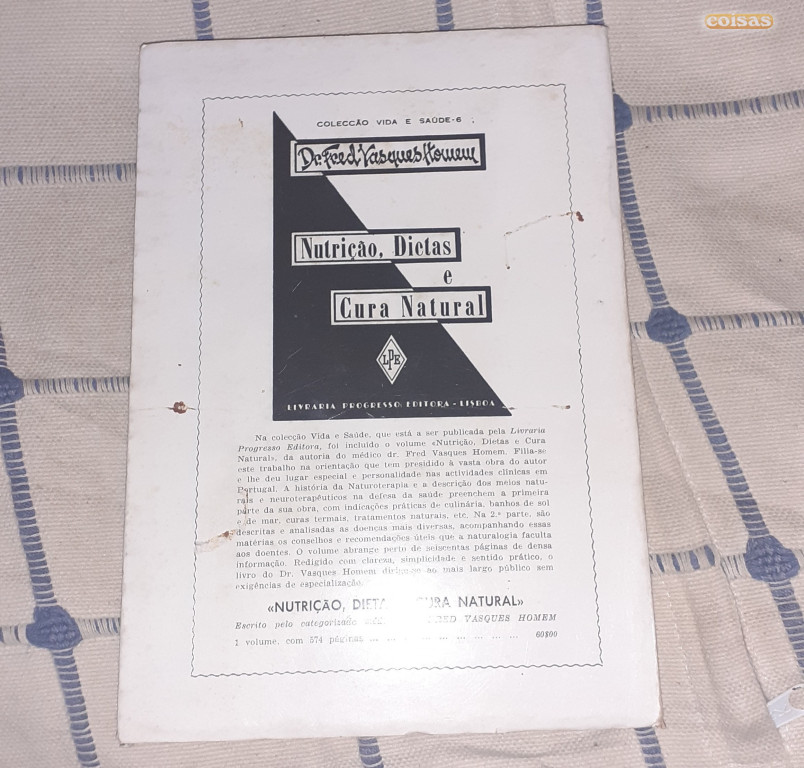 coisas
COLECCÃO VIDA E SAÚDE-6
Dr. Fred Vasques Homem
Nutrição, Dietas
e
Cura Natural
LPE
LIVRARIA PROGRESSO EDITORA - LISBOA
Na colecção Vida e Saúde, que está a ser publicada pela Livraria
Progresso Editora, foi incluído o volume «Nutrição, Dietas e Cura
Natural», da autoria do médico dr. Fred Vasques Homem. Filia-se
este trabalho na orientação que tem presidido à vasta obra do autor
e lhe deu lugar especial e personalidade nas actividades clínicas em
Portugal. A história da Naturoterapia e a descrição dos meios natu-
rais e neuroterapêuticos na defesa da saúde preenchem a primeira
parte da sua obra, com indicações práticas de culinária, banhos de sol
e de mar, curas termais, tratamentos naturais, etc. Na 2.ª parte, são
descritas e analisadas as doenças mais diversas, acompanhando essas
matérias os conselhos e recomendações úteis que a naturologia faculta
aos doentes. O volume abrange perto de seiscentas páginas de densa
informação. Redigido com clareza, simplicidade e sentido prático, o
livro do Dr. Vasques Homem ao mais largo público sem
exigências de especialização.
«NUTRIÇÃO, DIETA CURA NATURAL»
Escrito pelo categorizado FRED VASQUES HOMEM
1 volume, com 574 páginas ... ... ... ... ... ... ... ... 60$00